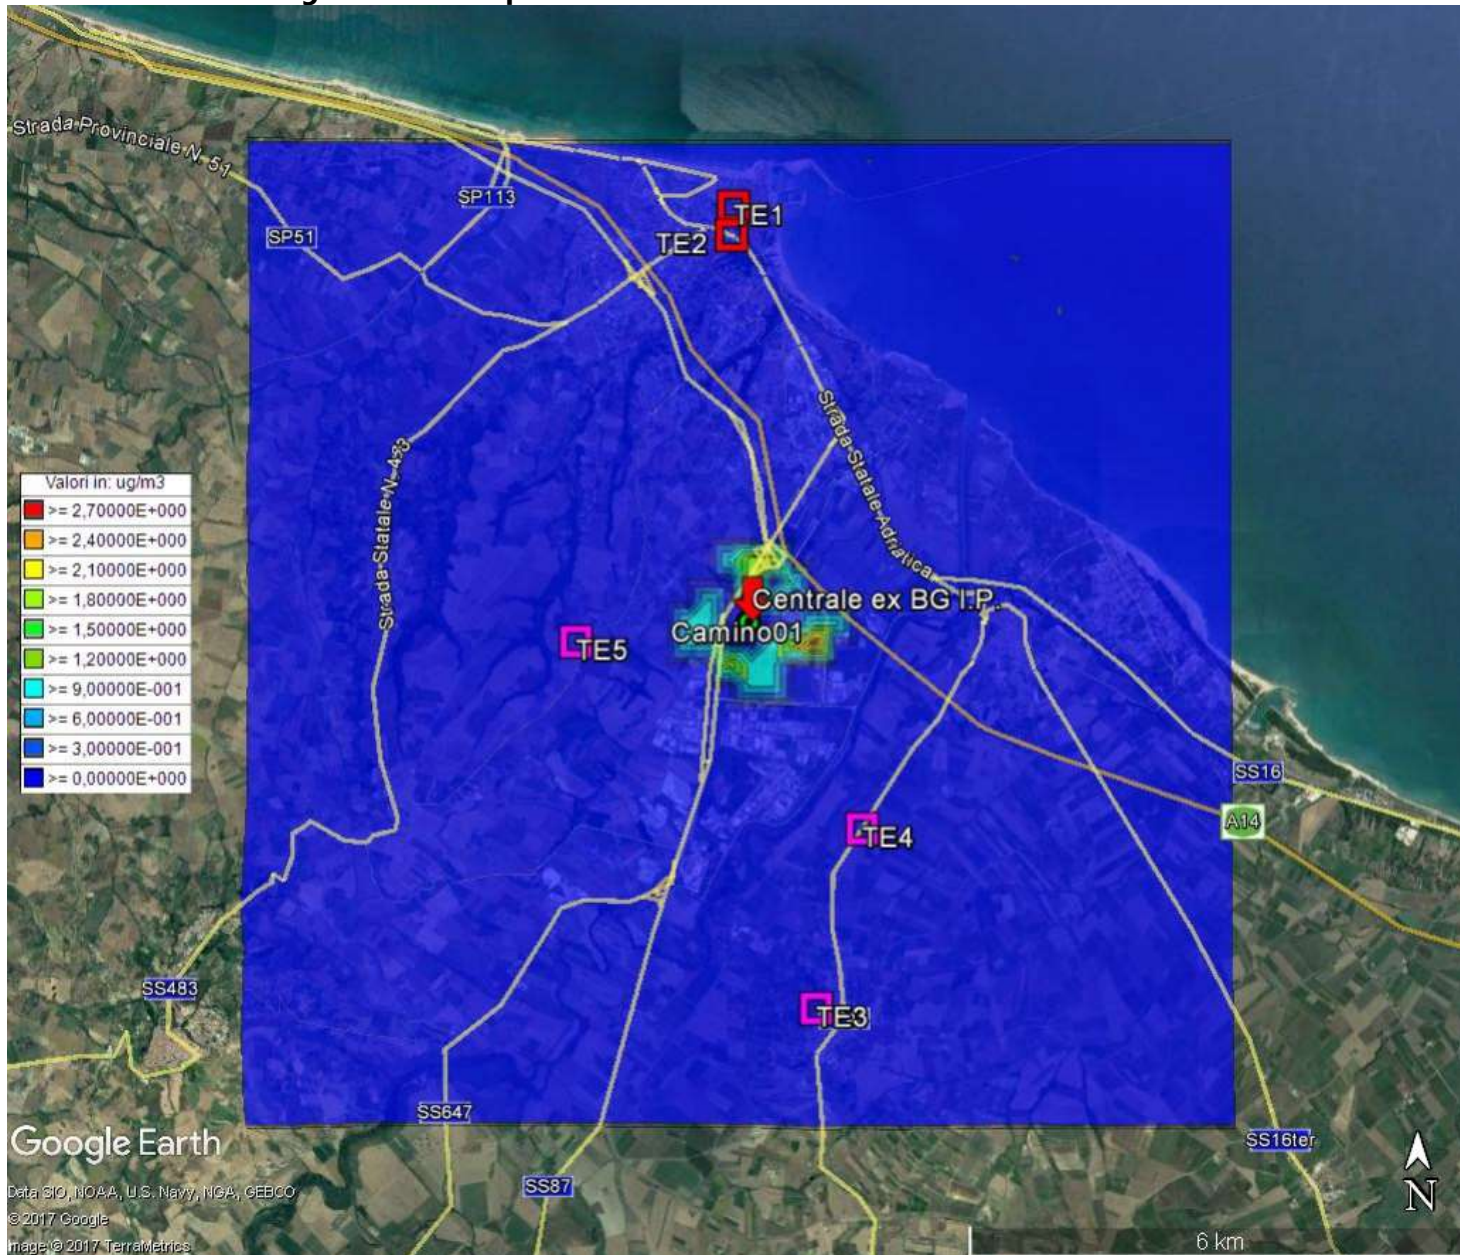 Strada Provinciale N. 51
SP113
SP51
TE1
TE2
Strada Statale N. 483
Strada Statale Adriatica
Valori in: ug/m3
>= 2,70000E+000
>= 2,40000E+000
>= 2,10000E+000
>= 1,80000E+000
>= 1,50000E+000
>= 1,20000E+000
>= 9,00000E-001
>= 6,00000E-001
>= 3,00000E-001
>= 0,00000E+000
Centrale ex BG I.P.
Camino01
TE5
SS16
A14
TE4
SS483
TE3
SS647
Google Earth
SS16ter
N
SS87
Data SIO, NOAA, U.S. Navy, NGA, GEBCO
© 2017 Google
Image © 2017 TerraMetrics
6 km